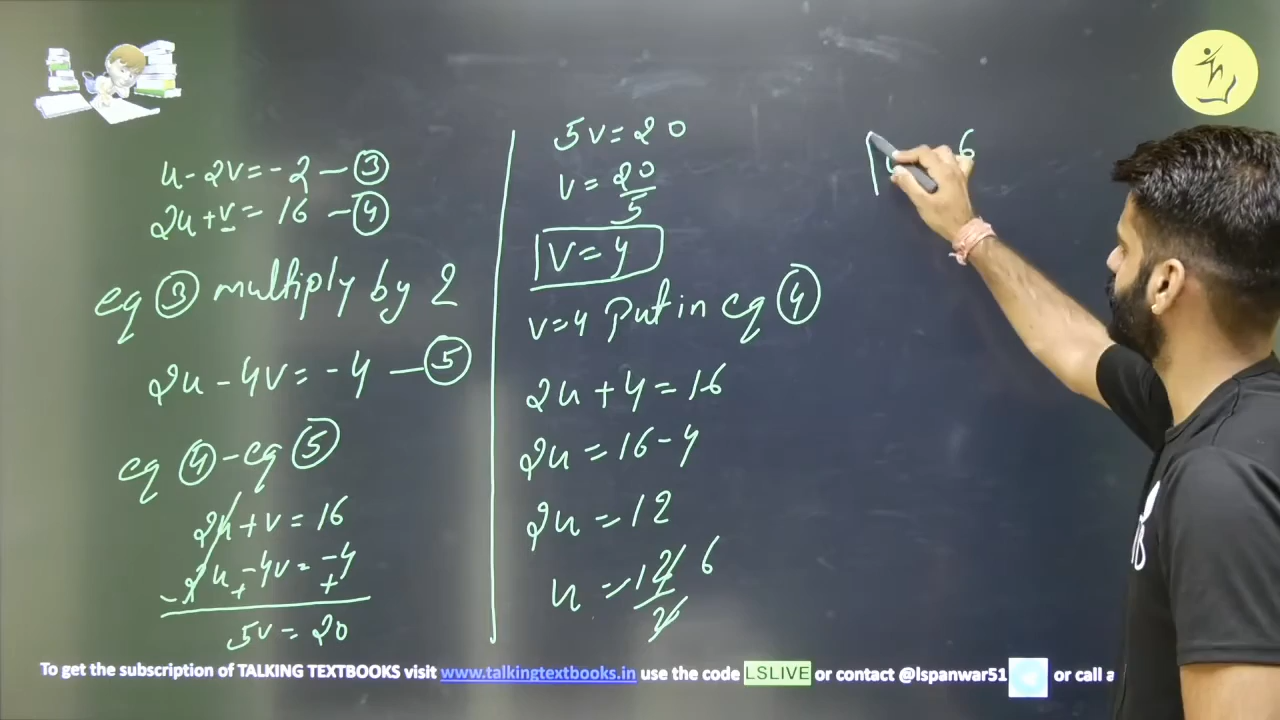 u - 2v = -2 — ③
2u + v = 16 — ④
eq ③ multiply by 2
2u - 4v = -4 — ⑤
eq ④ - eq ⑤
2u + v = 16
2u - 4v = -4
- + +
5v = 20
5v = 20
v = 20
5
v = 4
v = 4 Put in eq ④
2u + 4 = 16
2u = 16 - 4
2u = 12
u = 12 6
2
6
To get the subscription of TALKING TEXTBOOKS visit www.talkingtextbooks.in use the code LSLIVE or contact @lspanwar51 or call a